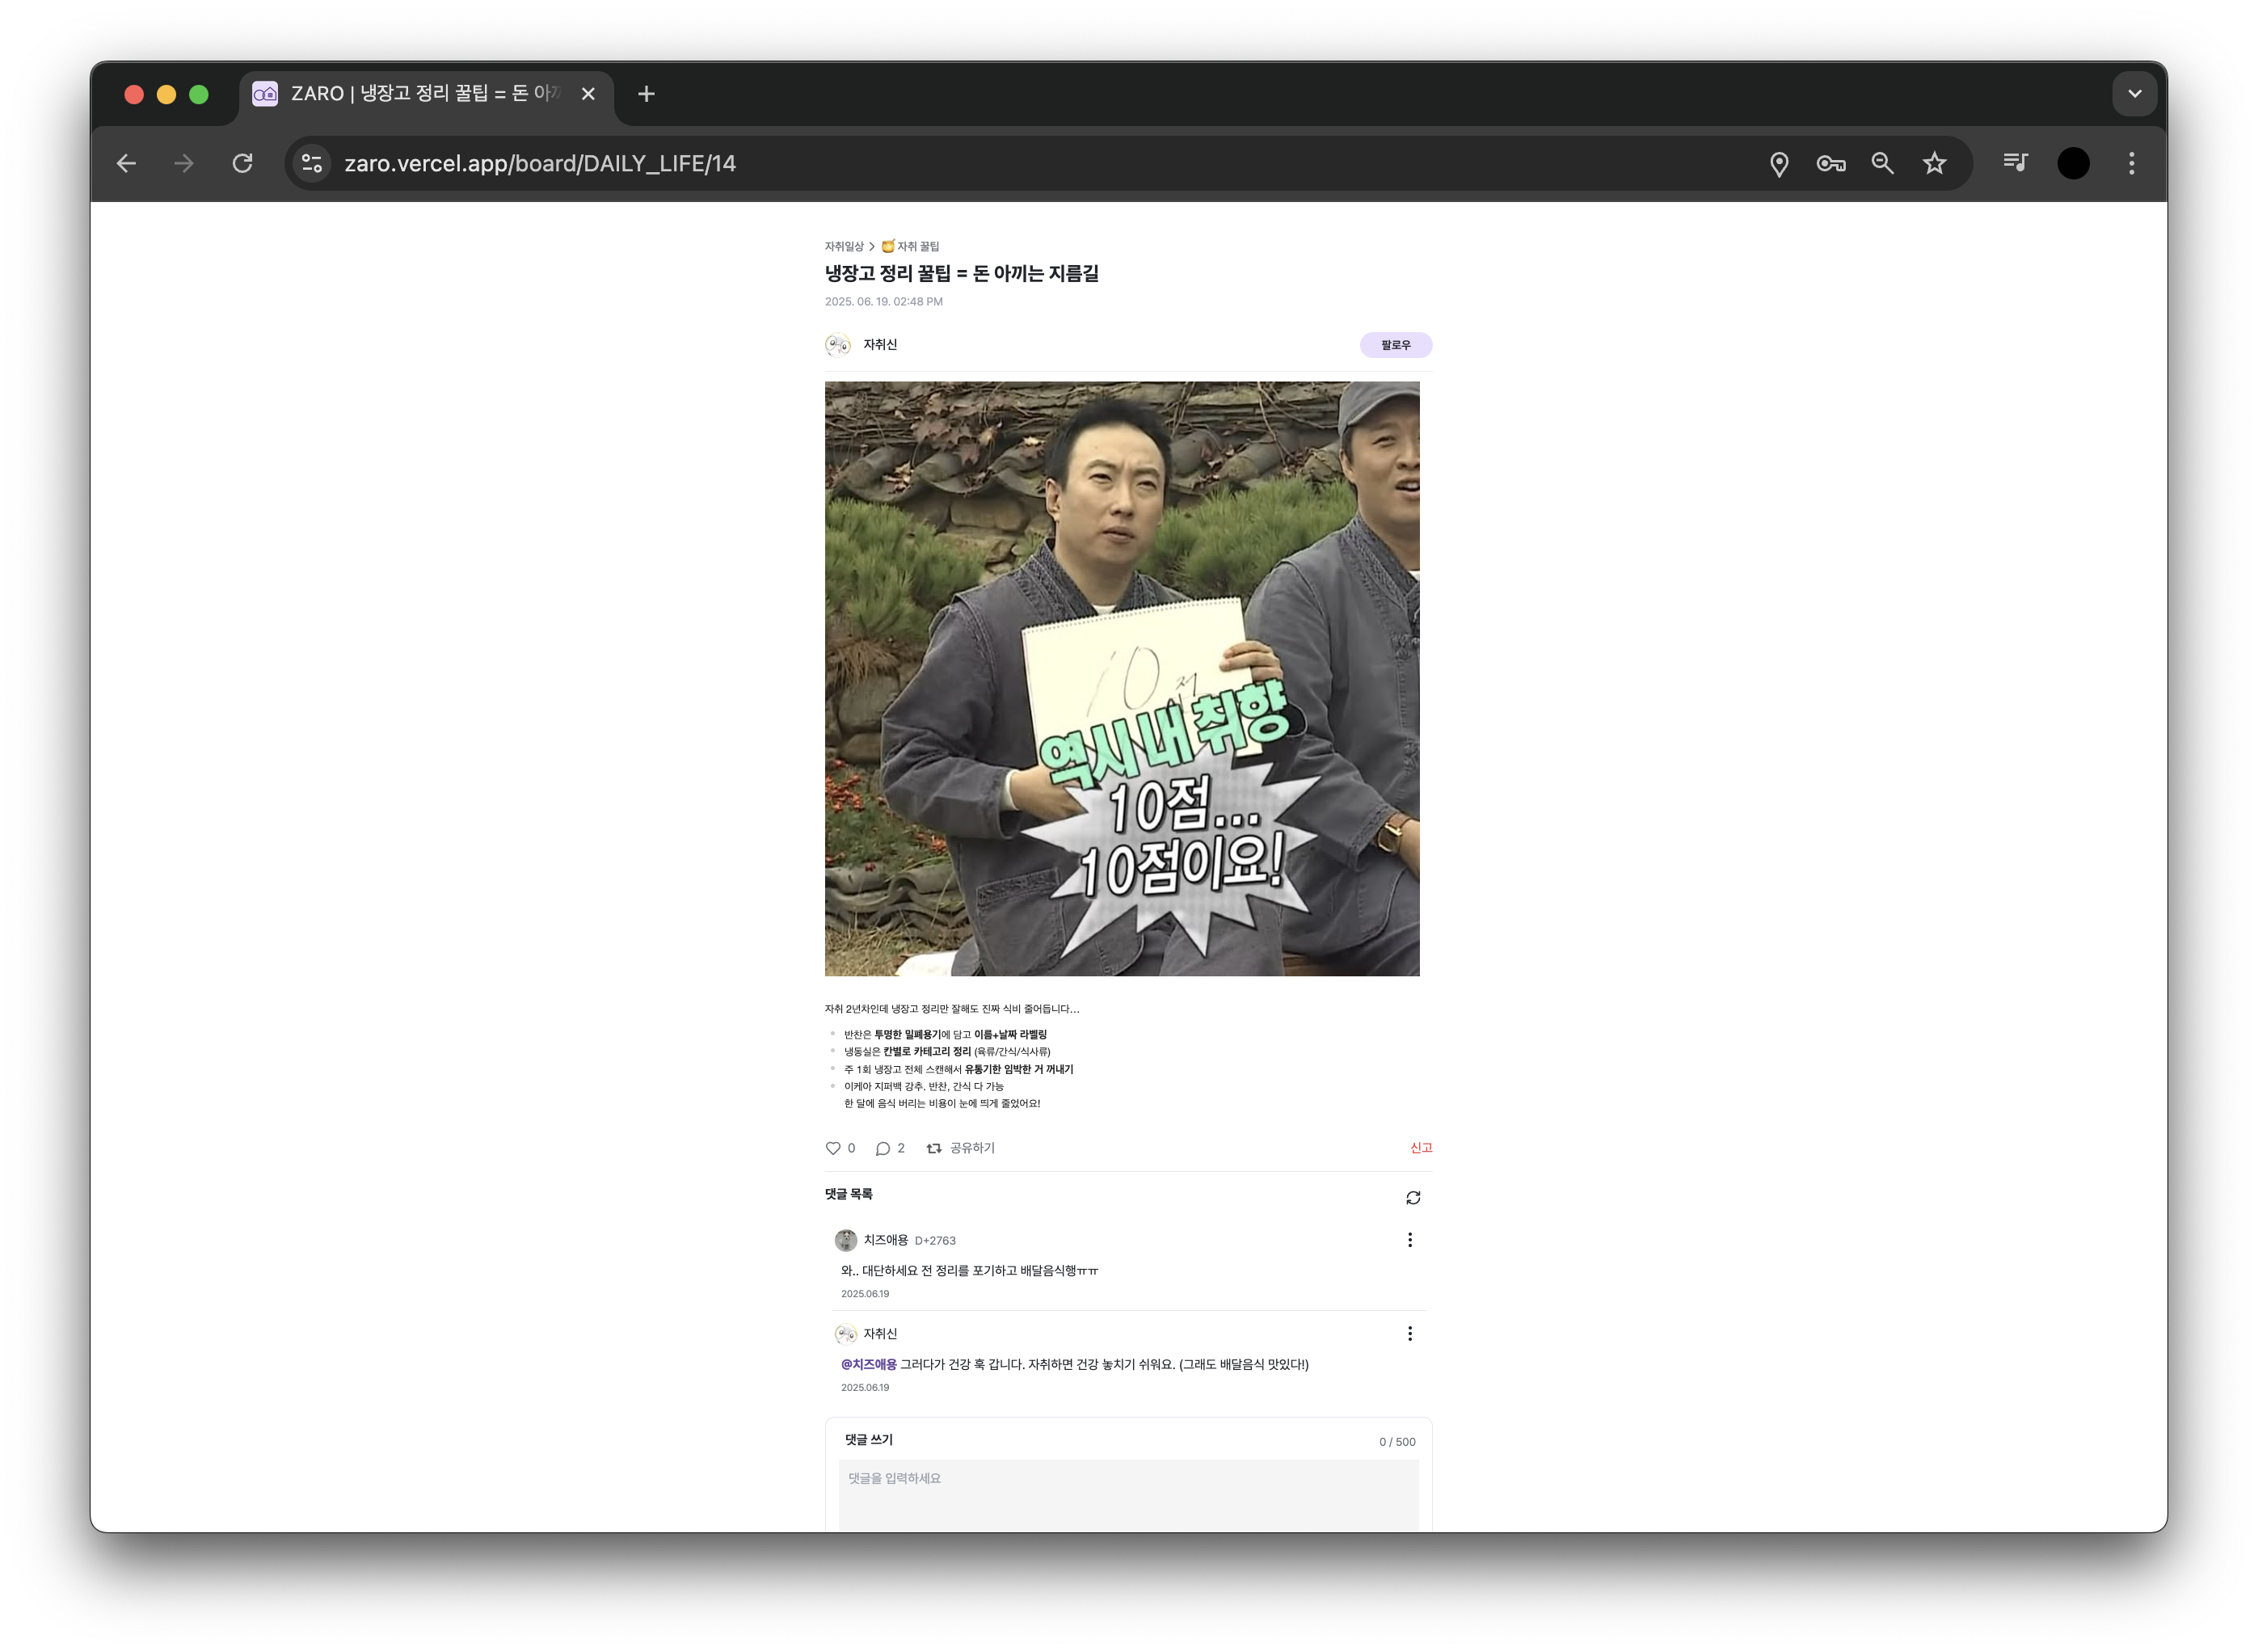 ZARO | 냉장고 정리 꿀팁 = 돈 아
zaro.vercel.app/board/DAILY_LIFE/14
자취일상 > 🍯 자취 꿀팁
냉장고 정리 꿀팁 = 돈 아끼는 지름길
2025. 06. 19. 02:48 PM
자취신
팔로우
10점
역시 내 취향
10점...
10점이요!
자취 2년차인데 냉장고 정리만 잘해도 진짜 식비 줄어듭니다...
반찬은 투명한 밀폐용기에 담고 이름+날짜 라벨링
냉동실은 칸별로 카테고리 정리 (육류/간식/식사류)
주 1회 냉장고 전체 스캔해서 유통기한 임박한 거 꺼내기
이케아 지퍼백 강추. 반찬, 간식 다 가능
한 달에 음식 버리는 비용이 눈에 띄게 줄었어요!
0 2 공유하기
신고
댓글 목록
치즈애용 D+2763
와.. 대단하세요 전 정리를 포기하고 배달음식행ㅠㅠ
2025.06.19
자취신
@치즈애용 그러다가 건강 훅 갑니다. 자취하면 건강 놓치기 쉬워요. (그래도 배달음식 맛있다!)
2025.06.19
댓글 쓰기
0 / 500
댓글을 입력하세요